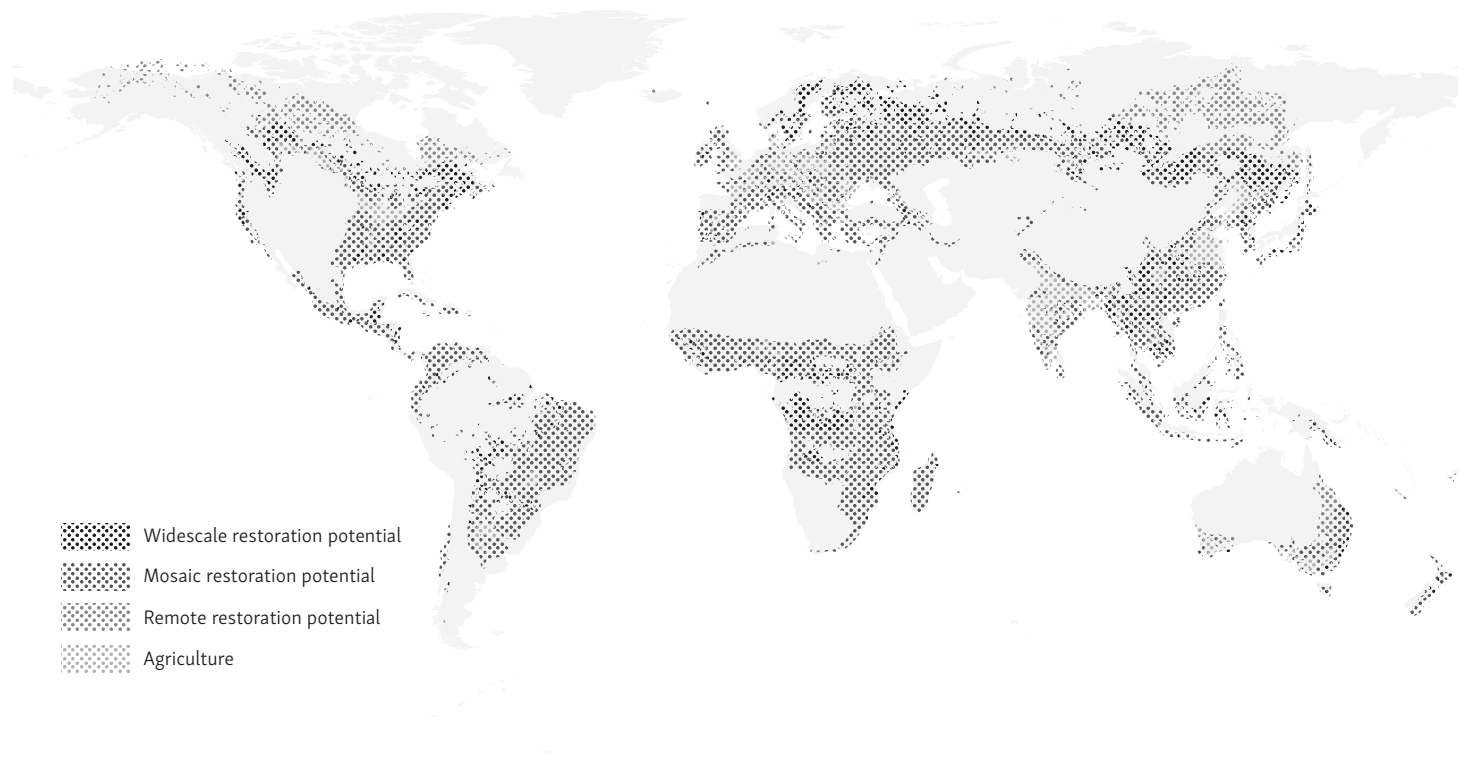 Widescale restoration potential
Mosaic restoration potential
Remote restoration potential
Agriculture